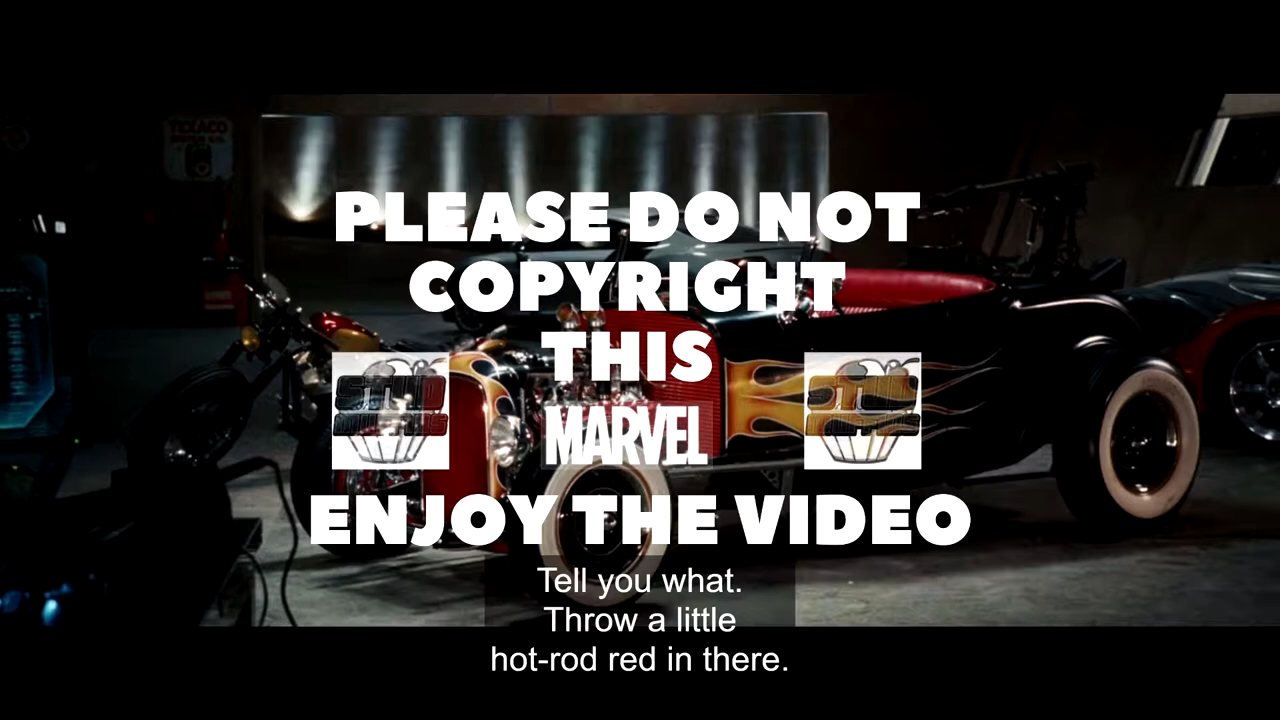 TEXACO
PLEASE DO NOT
COPYRIGHT
THIS
MARVEL
ENJOY THE VIDEO
Tell you what.
Throw a little
hot-rod red in there.